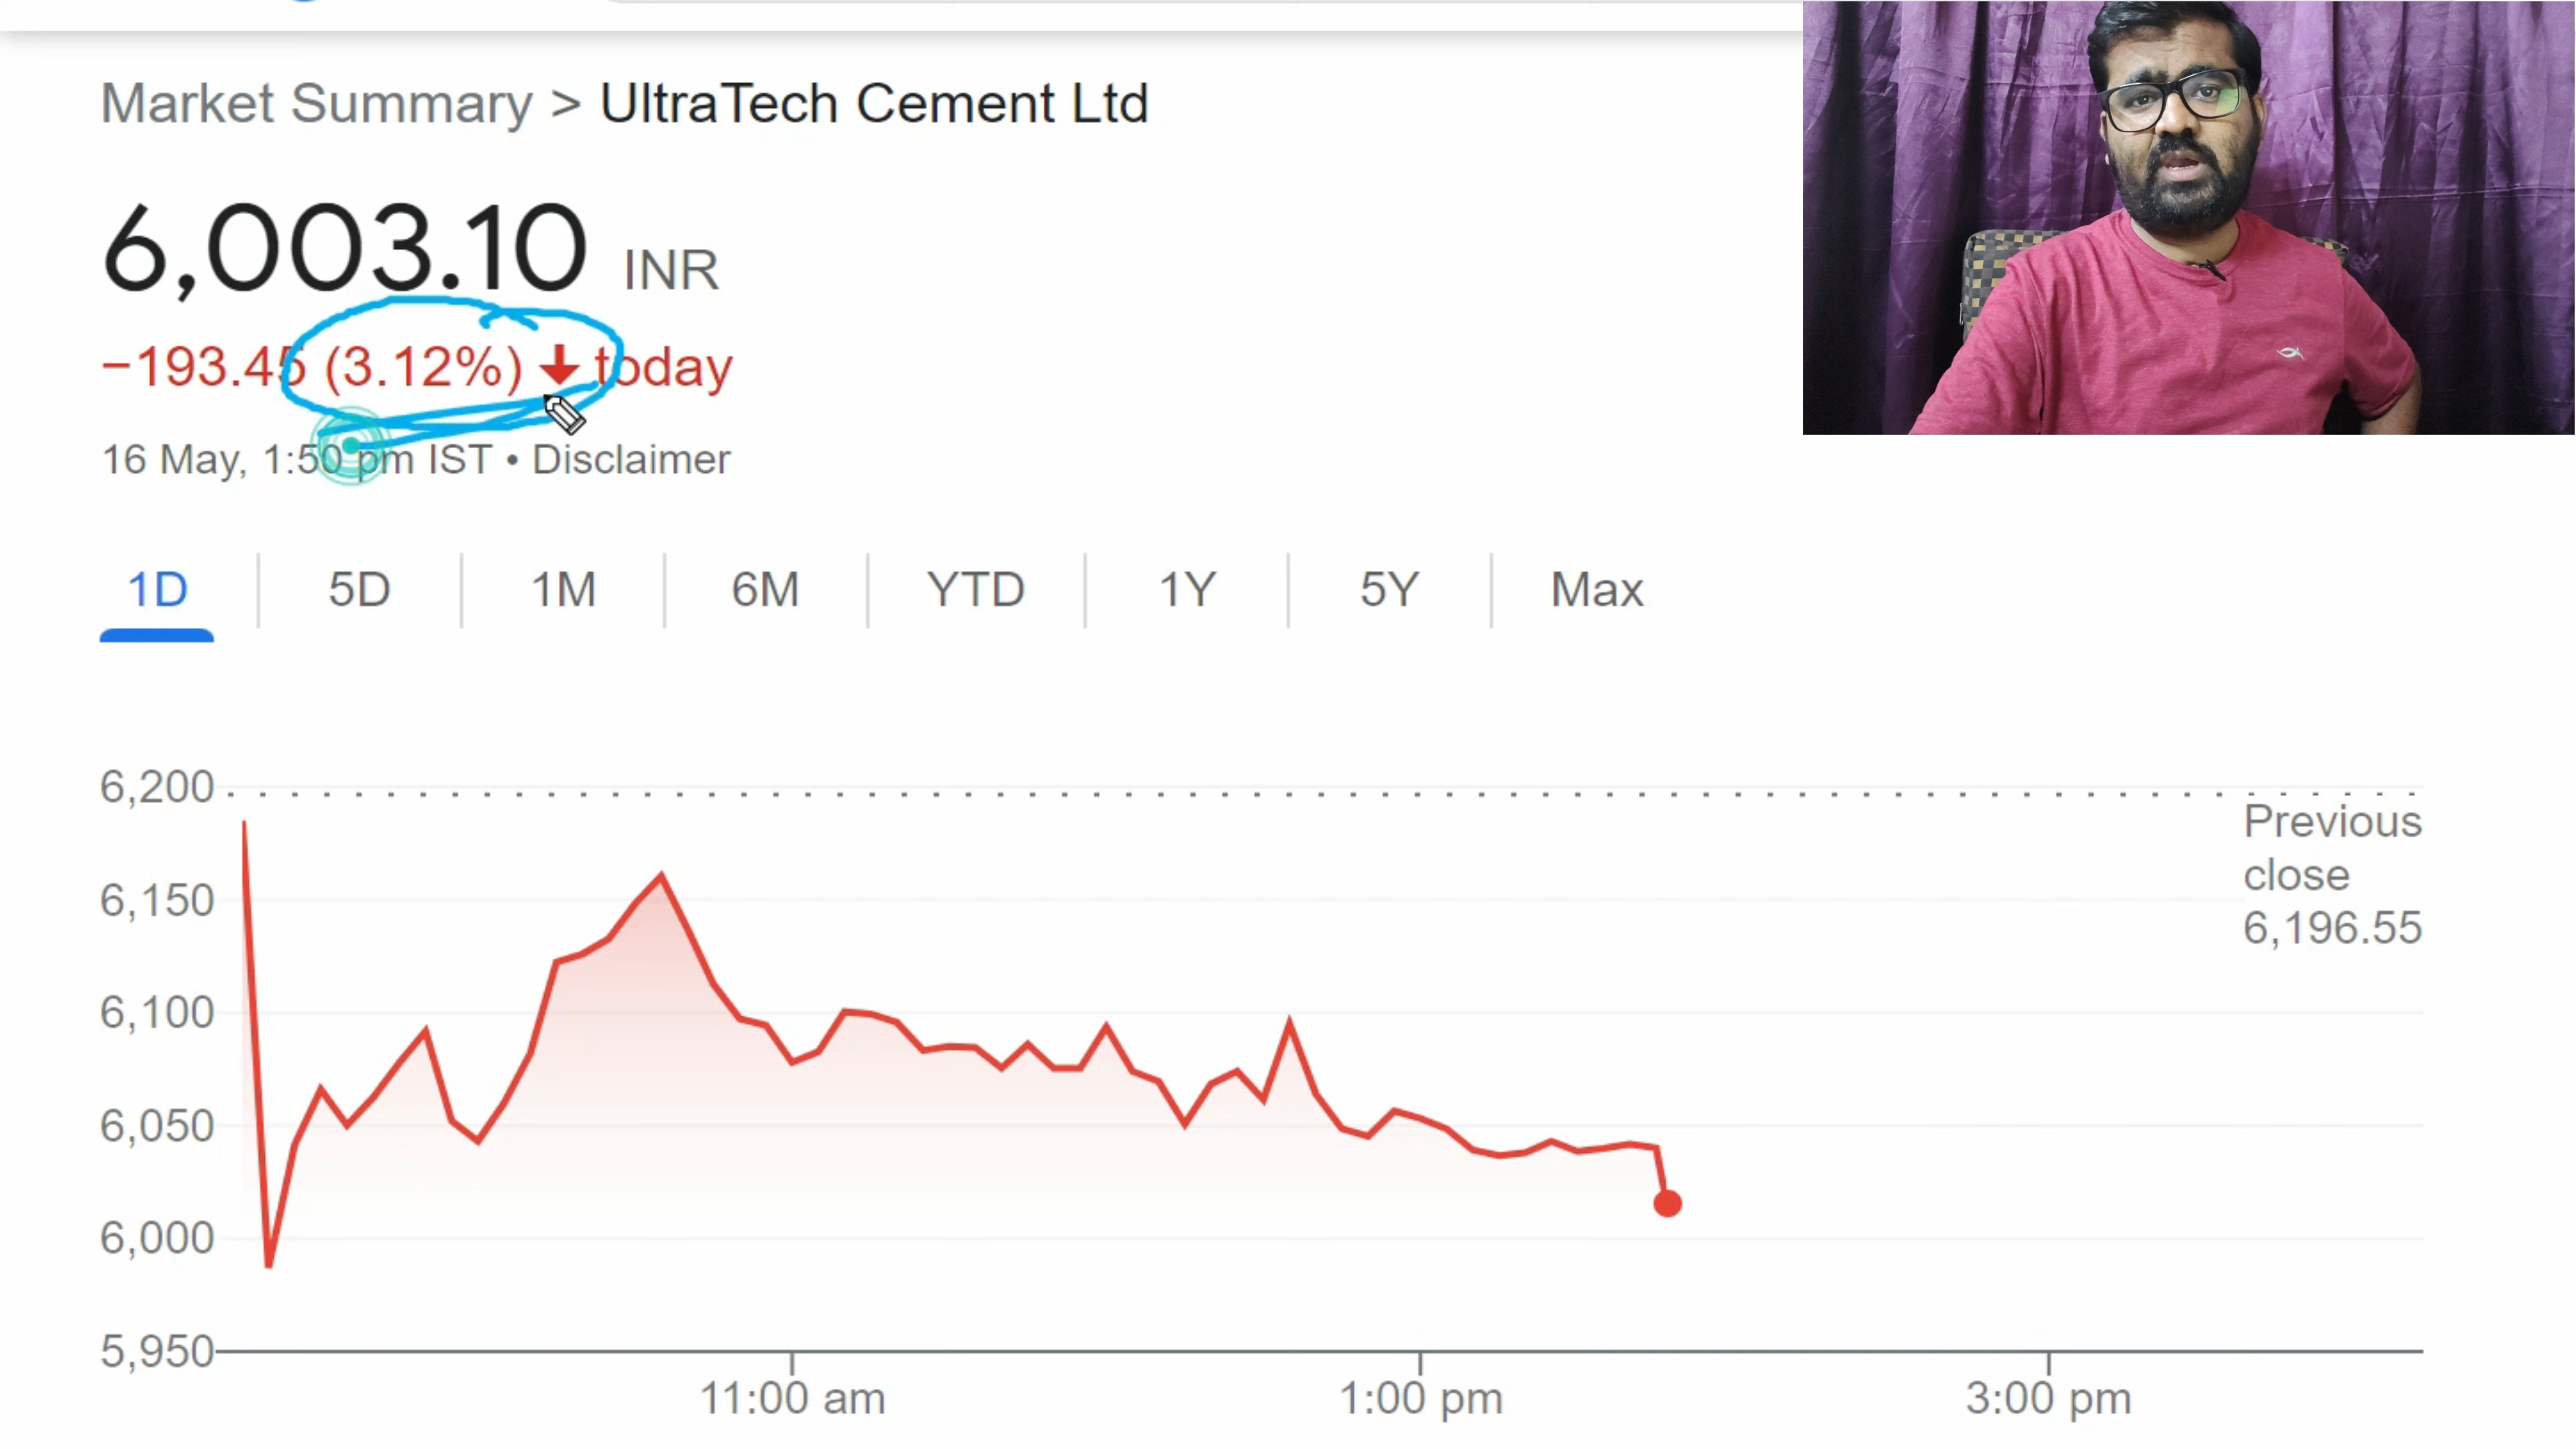 Market Summary > UltraTech Cement Ltd
6,003.10 INR
−193.45 (3.12%) ↓ today
16 May, 1:50 pm IST • Disclaimer
1D 5D 1M 6M YTD 1Y 5Y Max
6,200
Previous
close
6,196.55
6,150
6,100
6,050
6,000
5,950
11:00 am 1:00 pm 3:00 pm